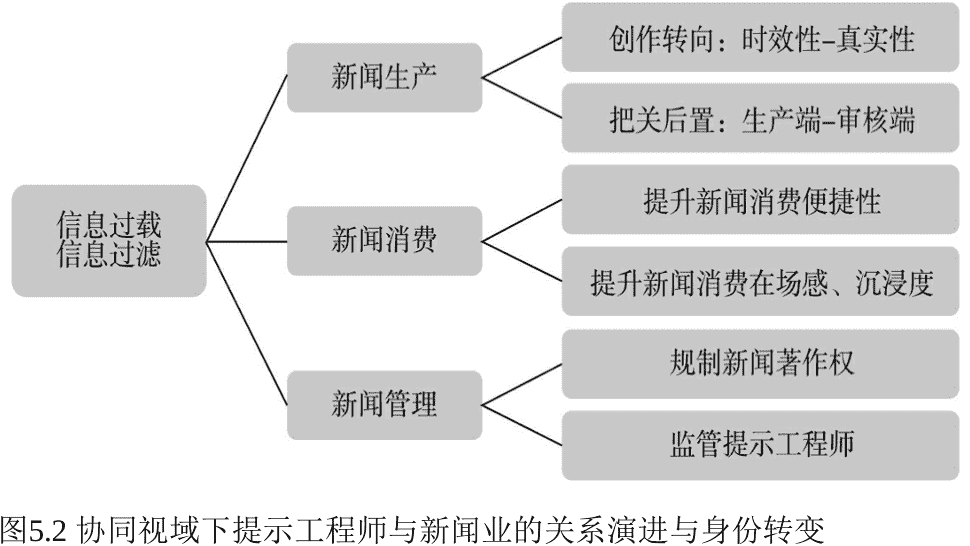 信息过载
信息过滤
新闻生产
创作转向：时效性–真实性
把关后置：生产端–审核端
新闻消费
提升新闻消费便捷性
提升新闻消费在场感、沉浸度
新闻管理
规制新闻著作权
监管提示工程师
图5.2 协同视域下提示工程师与新闻业的关系演进与身份转变